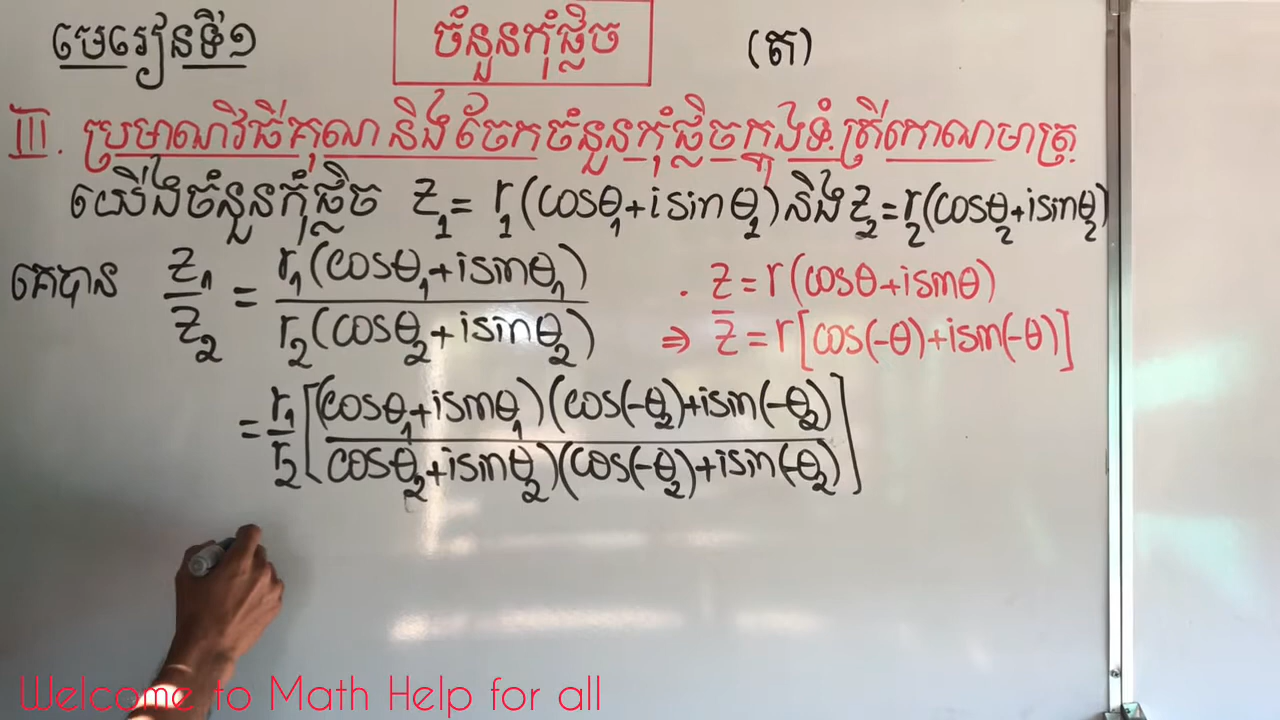 មេរៀនទី១ ចំនួនកុំផ្លិច (ត)
III. ប្រមាណវិធីគុណ និងចែកចំនួនកុំផ្លិចក្នុងទំរង់ត្រីកោណមាត្រ
យើងចំនួនកុំផ្លិច z₁ = r₁(cosθ₁+isinθ₁) និង z₂ = r₂(cosθ₂+isinθ₂)
គេបាន z₁/z₂ = r₁(cosθ₁+isinθ₁)/r₂(cosθ₂+isinθ₂)
. z = r(cosθ+isinθ)
⇒ z̄ = r[cos(-θ)+isin(-θ)]
= r₁/r₂ [(cosθ₁+isinθ₁)(cos(-θ₂)+isin(-θ₂)/cosθ₂+isinθ₂)(cos(-θ₂)+isin(-θ₂)]
Welcome to Math Help for all